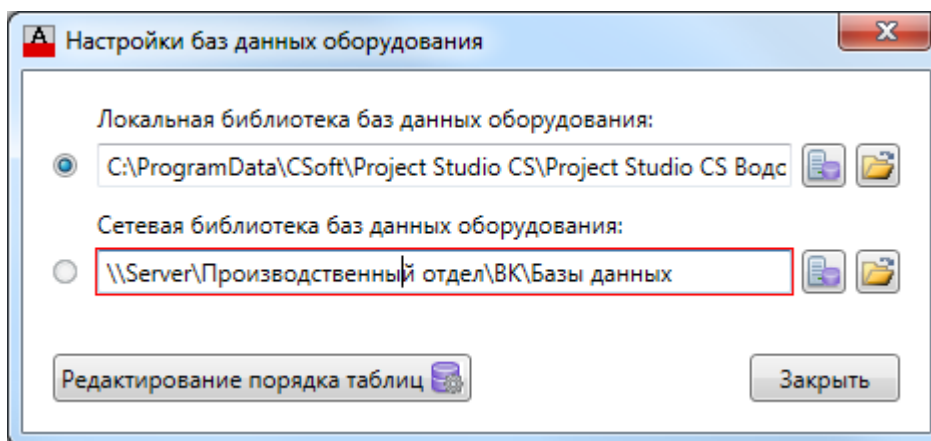 Настройки баз данных оборудования
Локальная библиотека баз данных оборудования:
C:\ProgramData\CSoft\Project Studio CS\Project Studio CS Водс
Сетевая библиотека баз данных оборудования:
\\Server\Производственный отдел\ВК\Базы данных
Редактирование порядка таблиц
Закрыть